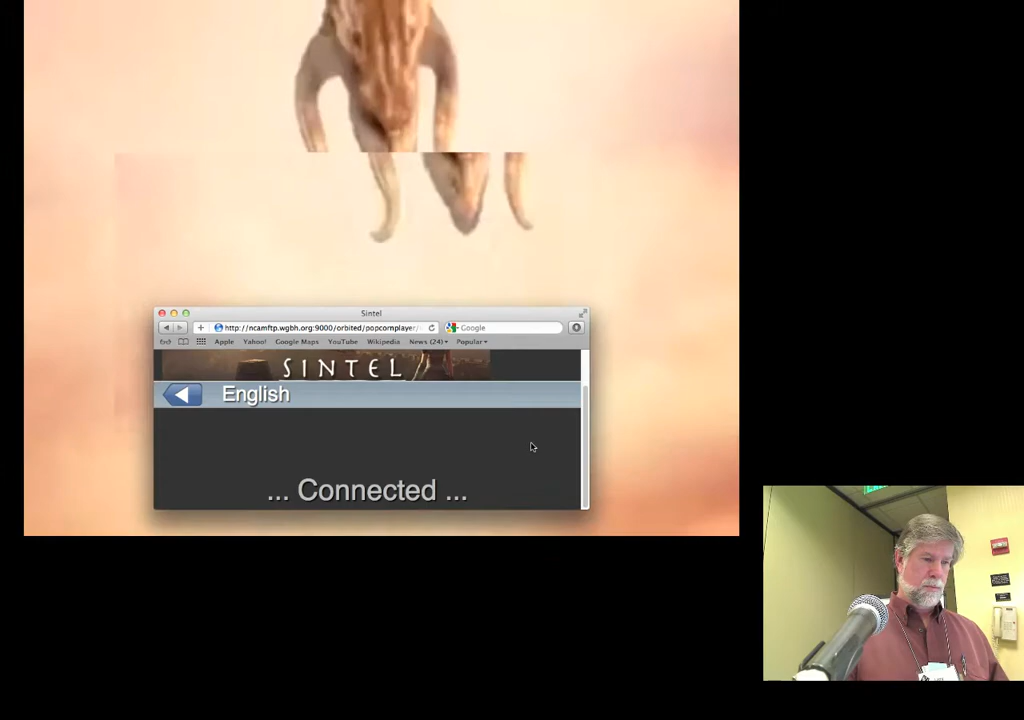 Sintel
http://ncamftp.wgbh.org:9000/orbited/popcornplayer/
Google
Apple Yahoo! Google Maps YouTube Wikipedia News (24) Popular
SINTEL
English
... Connected ...